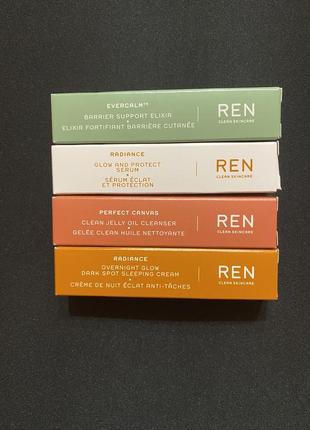 EVERCALM™
BARRIER SUPPORT ELIXIR
•
ELIXIR FORTIFIANT BARRIÈRE CUTANÉE
REN
CLEAN SKINCARE
RADIANCE
GLOW AND PROTECT
SERUM
•
SÉRUM ÉCLAT
ET PROTECTION
REN
CLEAN SKINCARE
PERFECT CANVAS
CLEAN JELLY OIL CLEANSER
•
GELÉE CLEAN HUILE NETTOYANTE
REN
CLEAN SKINCARE
RADIANCE
OVERNIGHT GLOW
DARK SPOT SLEEPING CREAM
•
CRÈME DE NUIT ÉCLAT ANTI-TÂCHES
REN
CLEAN SKINCARE